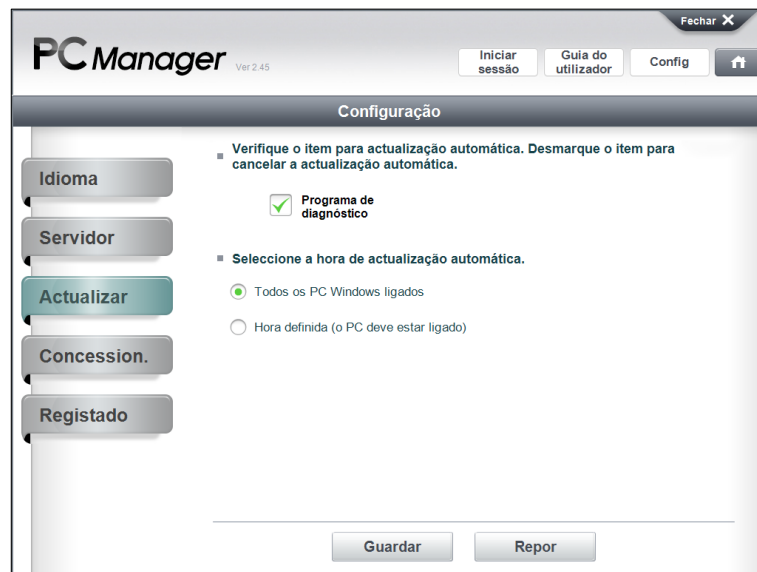 Fechar X
PC Manager Ver 2.45
Iniciar sessão
Guia do utilizador
Config
Configuração
Idioma
Servidor
Actualizar
Concession.
Registado
Verifique o item para actualização automática. Desmarque o item para
cancelar a actualização automática.
Programa de
diagnóstico
Seleccione a hora de actualização automática.
Todos os PC Windows ligados
Hora definida (o PC deve estar ligado)
Guardar
Repor